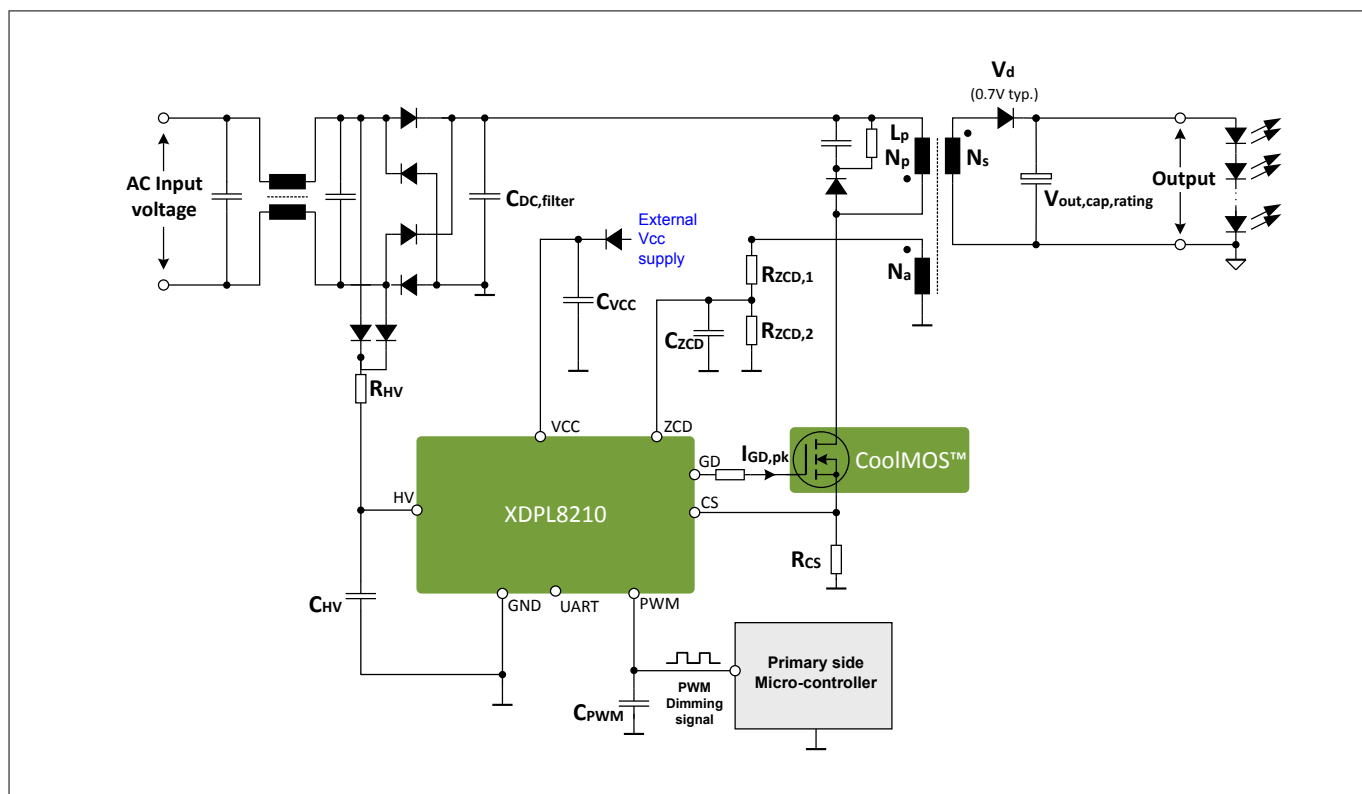 Vd
(0.7V typ.)
AC Input
voltage
CDC,filter
Lp
Np
Ns
Vout,cap,rating
Output
External
Vcc
supply
CVCC
RZCD,1
Na
CZCD
RZCD,2
RHV
VCC
ZCD
GD
IGD,pk
CoolMOS™
HV
XDPL8210
CS
RCS
CHV
GND
UART
PWM
CPWM
PWM
Dimming
signal
Primary side
Micro-controller